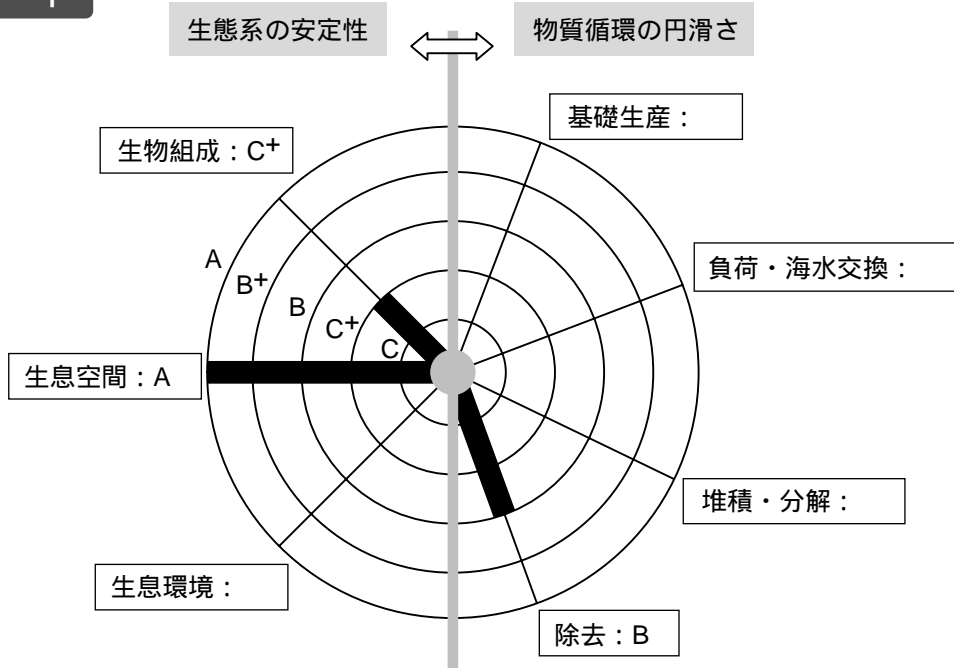 生態系の安定性
物質循環の円滑さ
基礎生産：
生物組成：C+
負荷・海水交換：
A
B+
B
C+
C
生息空間：A
堆積・分解：
生息環境：
除去：B